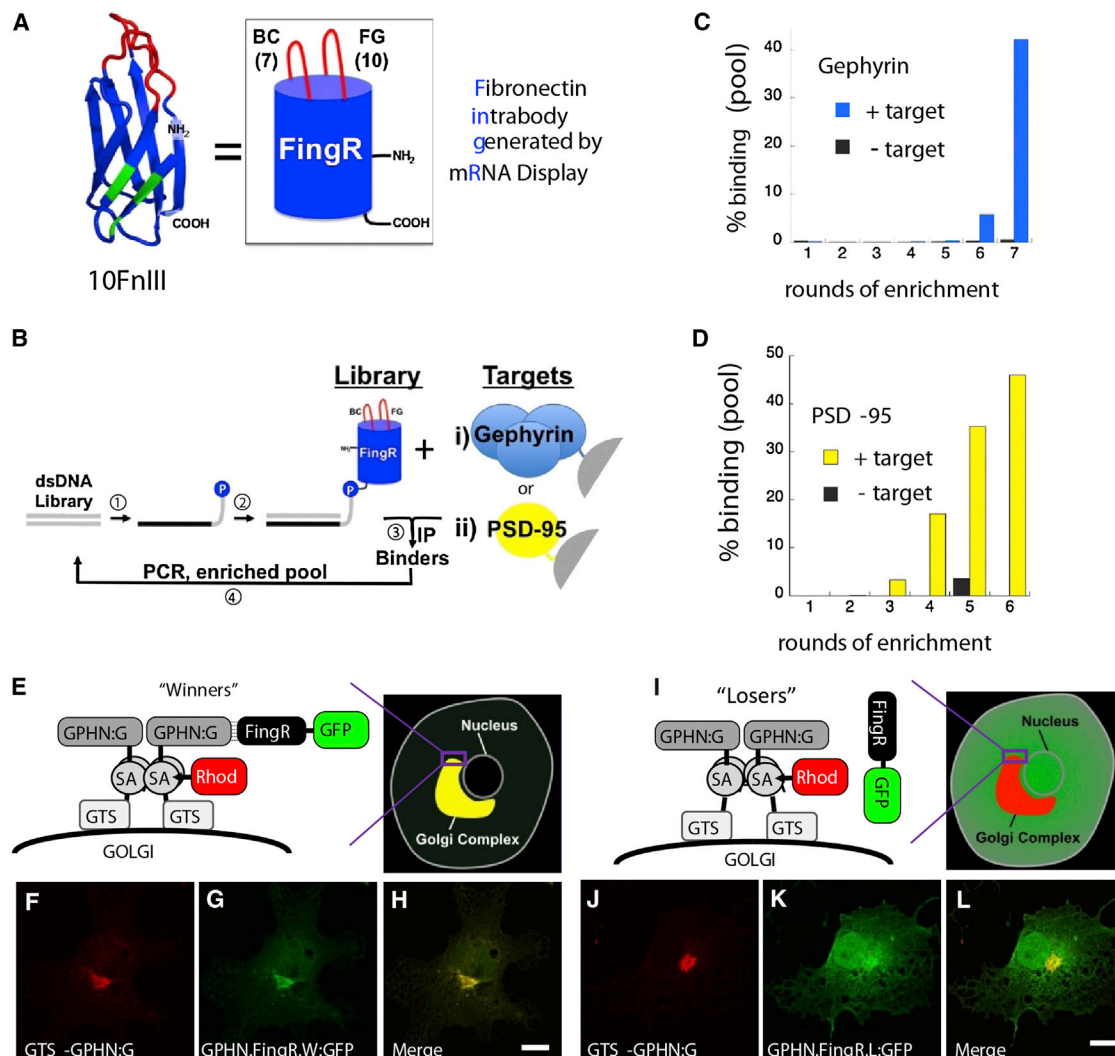 A
BC
(7)
FG
(10)
NH2
COOH
10FnIII
=
FingR
NH2
COOH
Fibronectin
intrabody
generated by
mRNA Display
B
Library
Targets
BC
FG
NH2
FingR
P
+
i) Gephyrin
or
ii) PSD-95
dsDNA
Library
①
P
②
③
IP
Binders
PCR, enriched pool
④
C
% binding (pool)
40
30
20
10
0
Gephyrin
+ target
- target
1 2 3 4 5 6 7
rounds of enrichment
D
% binding (pool)
50
40
30
20
10
0
PSD -95
+ target
- target
1 2 3 4 5 6
rounds of enrichment
E
"Winners"
GPHN:G
GPHN:G
FingR
GFP
SA
SA
Rhod
GTS
GTS
GOLGI
Nucleus
Golgi Complex
I
"Losers"
GPHN:G
GPHN:G
FingR
GFP
SA
SA
Rhod
GTS
GTS
GOLGI
Nucleus
Golgi Complex
F
GTS -GPHN:G
G
GPHN.FingR.W:GFP
H
Merge
J
GTS -GPHN:G
K
GPHN.FingR.L:GFP
L
Merge